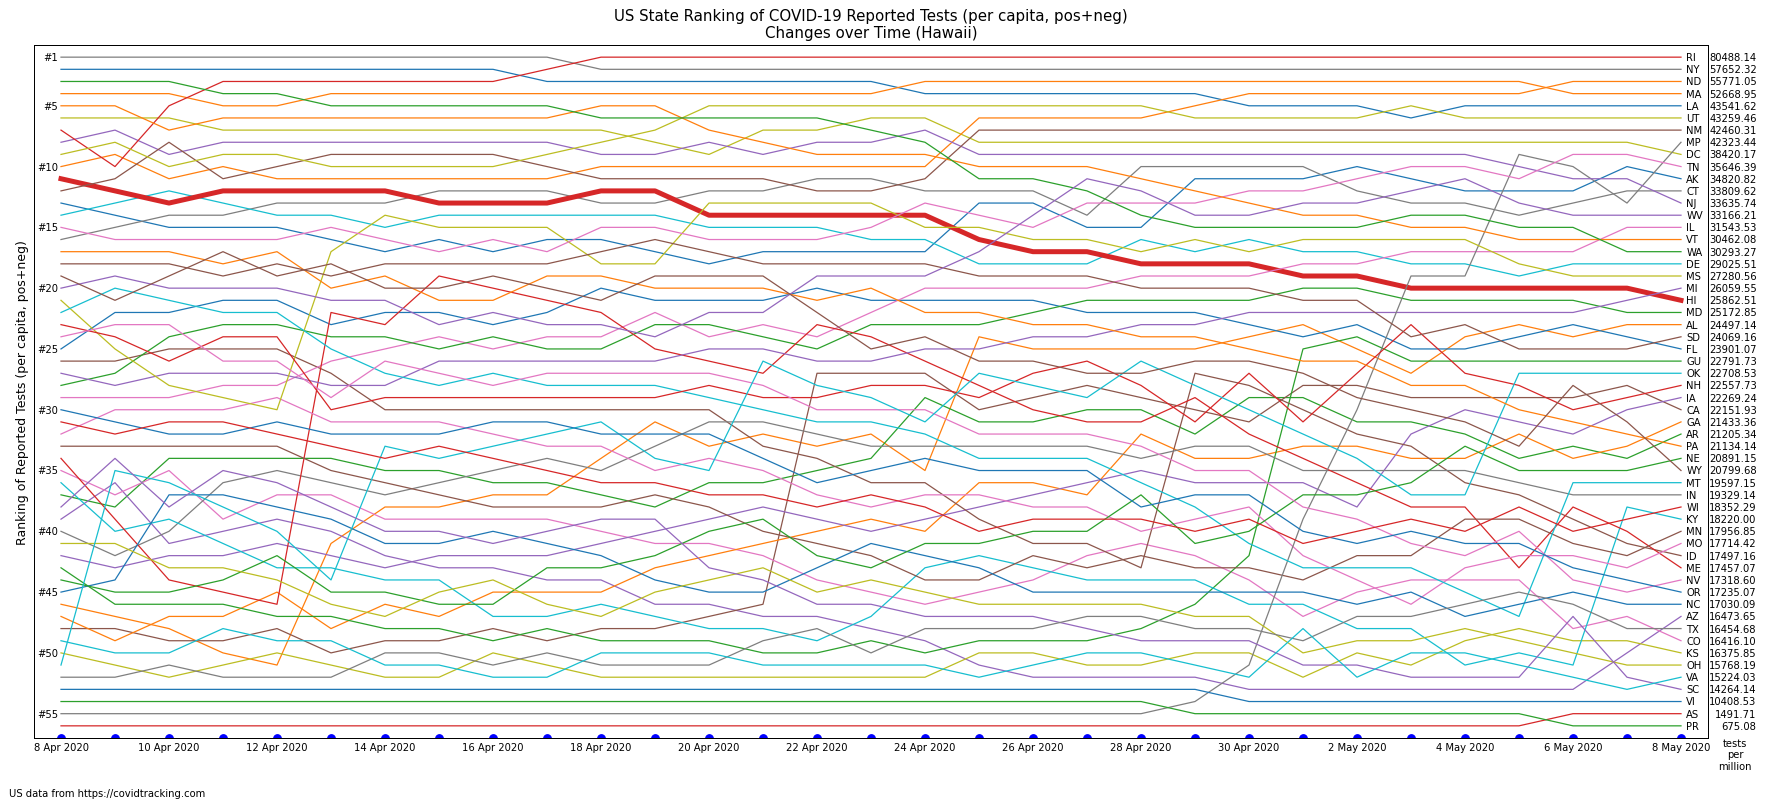 US State Ranking of COVID-19 Reported Tests (per capita, pos+neg)
Changes over Time (Hawaii)
Ranking of Reported Tests (per capita, pos+neg)
#1
#5
#10
#15
#20
#25
#30
#35
#40
#45
#50
#55
RI 80488.14
NY 57652.32
ND 55771.05
MA 52668.95
LA 43541.62
UT 43259.46
NM 42460.31
MP 42323.44
DC 38420.17
TN 35646.39
AK 34820.82
CT 33809.62
NJ 33635.74
WV 33166.21
IL 31543.53
VT 30462.08
WA 30293.27
DE 29025.51
MS 27280.56
MI 26059.55
HI 25862.51
MD 25172.85
AL 24497.14
SD 24069.16
FL 23901.07
GU 22791.73
OK 22708.53
NH 22557.73
IA 22269.24
CA 22151.93
GA 21433.36
AR 21205.34
PA 21134.14
NE 20891.15
WY 20799.68
MT 19597.15
IN 19329.14
WI 18352.29
KY 18220.00
MN 17956.85
MO 17714.42
ID 17497.16
ME 17457.07
NV 17318.60
OR 17235.07
NC 17030.09
AZ 16473.65
TX 16454.68
CO 16416.10
KS 16375.85
OH 15768.19
VA 15224.03
SC 14264.14
VI 10408.53
AS 1491.71
PR 675.08
8 Apr 2020 10 Apr 2020 12 Apr 2020 14 Apr 2020 16 Apr 2020 18 Apr 2020 20 Apr 2020 22 Apr 2020 24 Apr 2020 26 Apr 2020 28 Apr 2020 30 Apr 2020 2 May 2020 4 May 2020 6 May 2020 8 May 2020
tests
per
million
US data from https://covidtracking.com